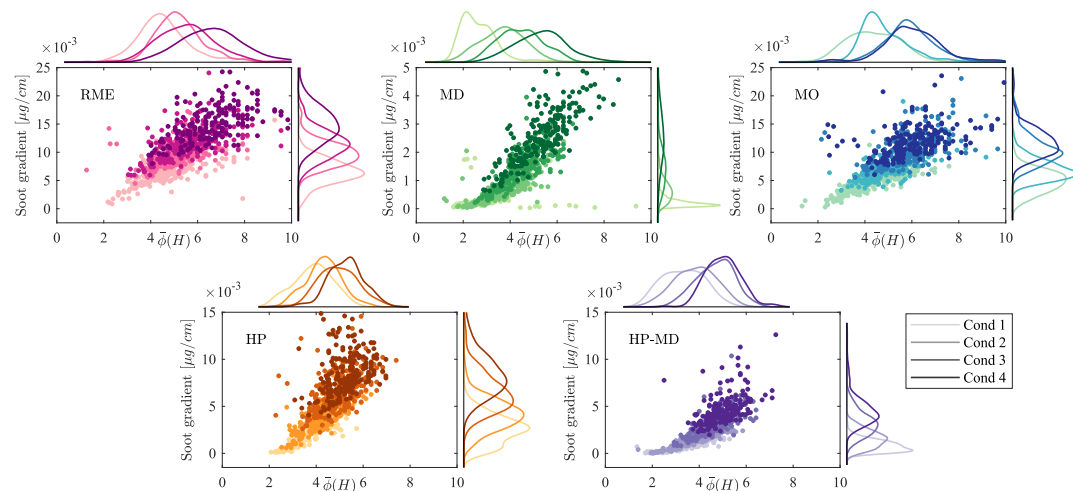 ×10⁻³ ×10⁻³ ×10⁻³
25 5 25
RME MD MO
20 4 20
15 3 15
10 2 10
5 1 5
0 0 0
Soot gradient [μg/cm] Soot gradient [μg/cm] Soot gradient [μg/cm]
0 2 4 6 8 10 0 2 4 6 8 10 0 2 4 6 8 10
ϕ̄(H) ϕ̄(H) ϕ̄(H)
×10⁻³ ×10⁻³
15 15
HP HP-MD
10 10
5 5
0 0
Soot gradient [μg/cm] Soot gradient [μg/cm]
0 2 4 6 8 10 0 2 4 6 8 10
ϕ̄(H) ϕ̄(H)
Cond 1
Cond 2
Cond 3
Cond 4